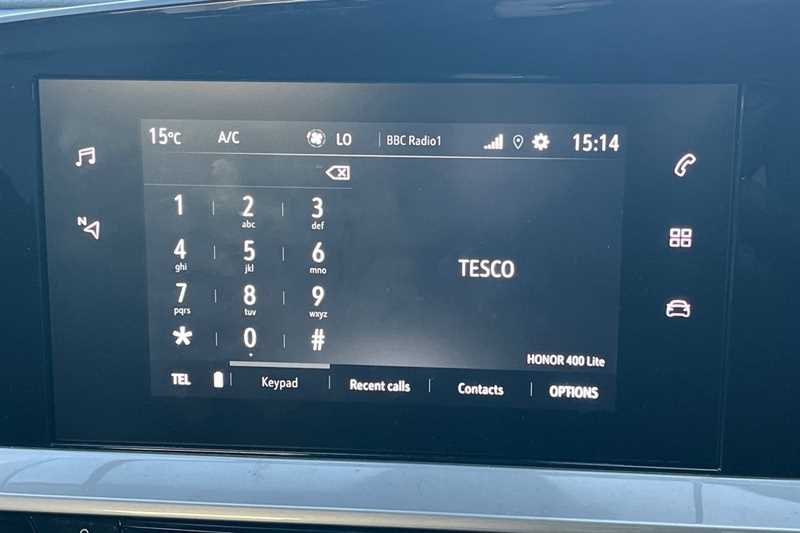 15°C A/C LO BBC Radio1 15:14
N
1 2 3
abc def
4 5 6
ghi jkl mno
TESCO
7 8 9
pqrs tuv wxyz
* 0 #
+
HONOR 400 Lite
TEL Keypad Recent calls Contacts OPTIONS